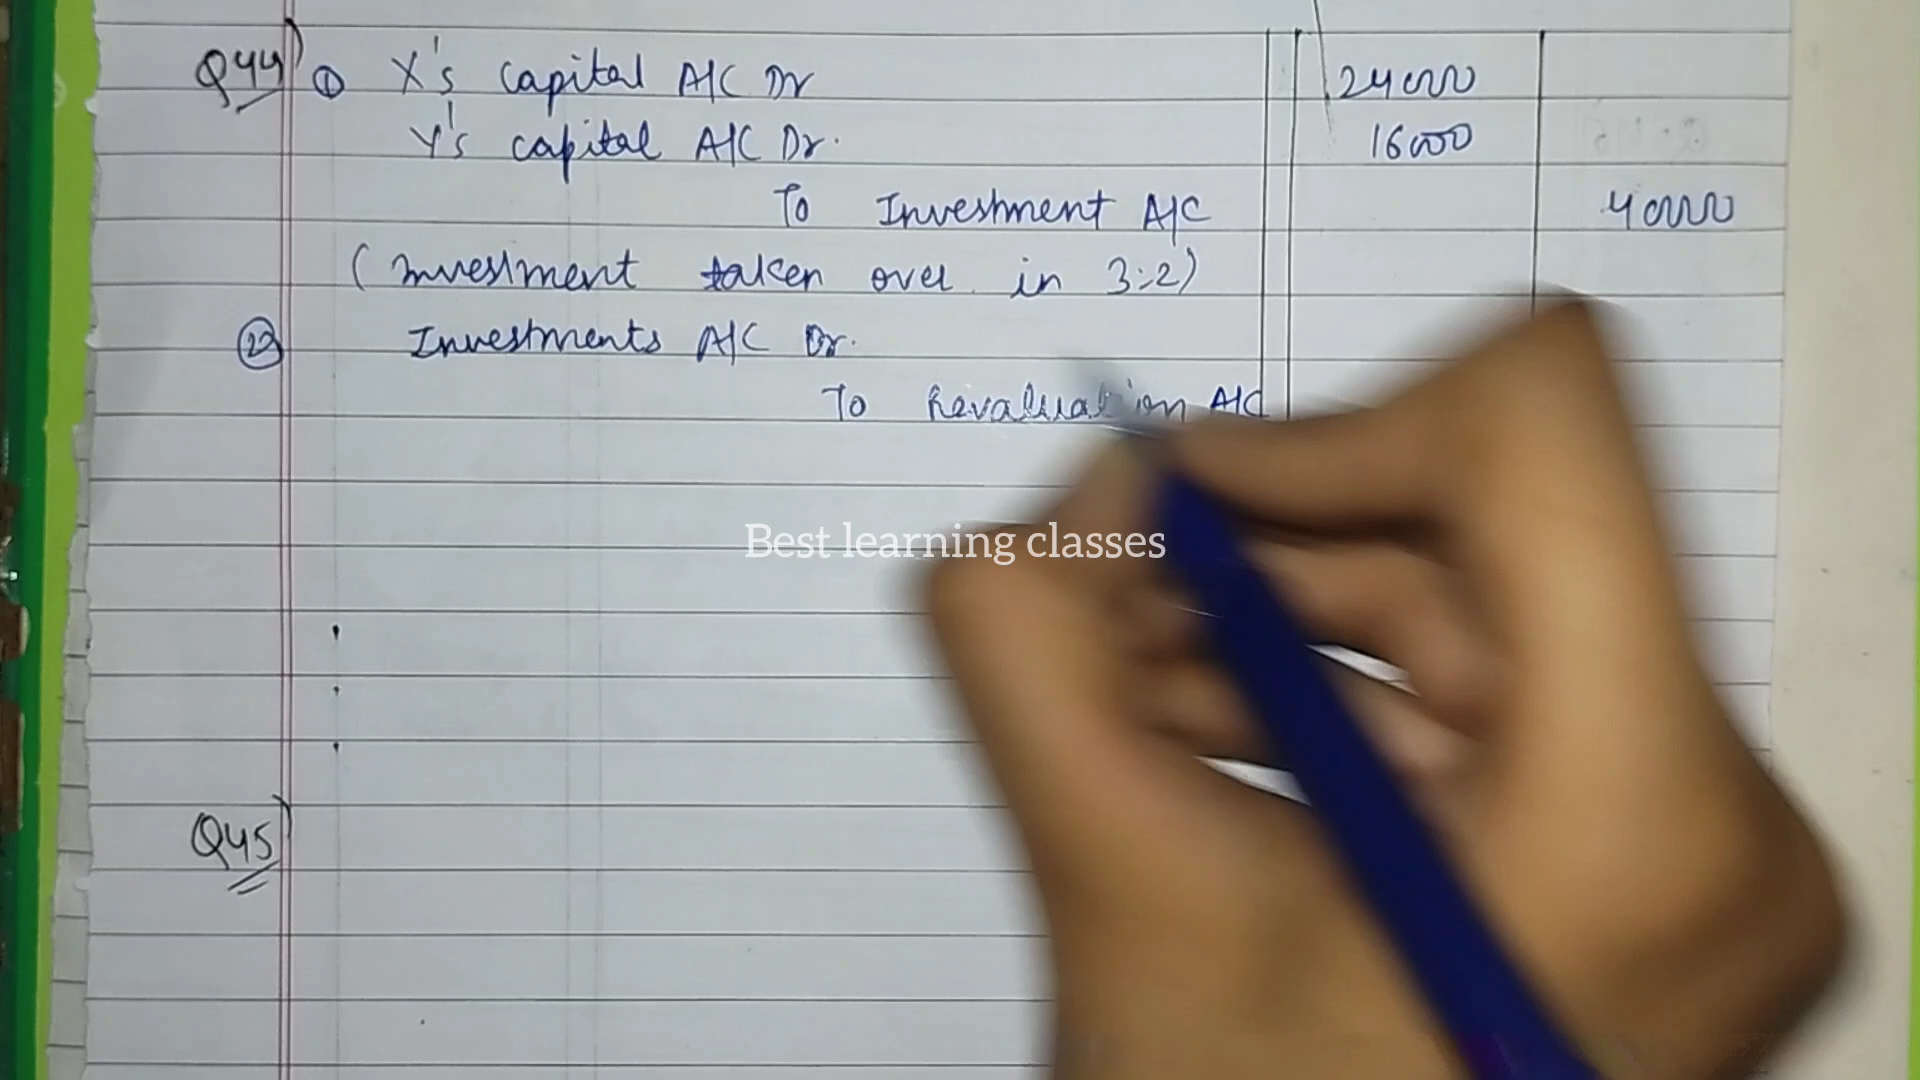 Q44) ① X's capital A/C Dr 24000
Y's capital A/C Dr. 16000
To Investment A/C 40000
(Investment taken over in 3:2)
Investments A/C Dr.
To Revaluation A/C
Best learning classes
Q45)